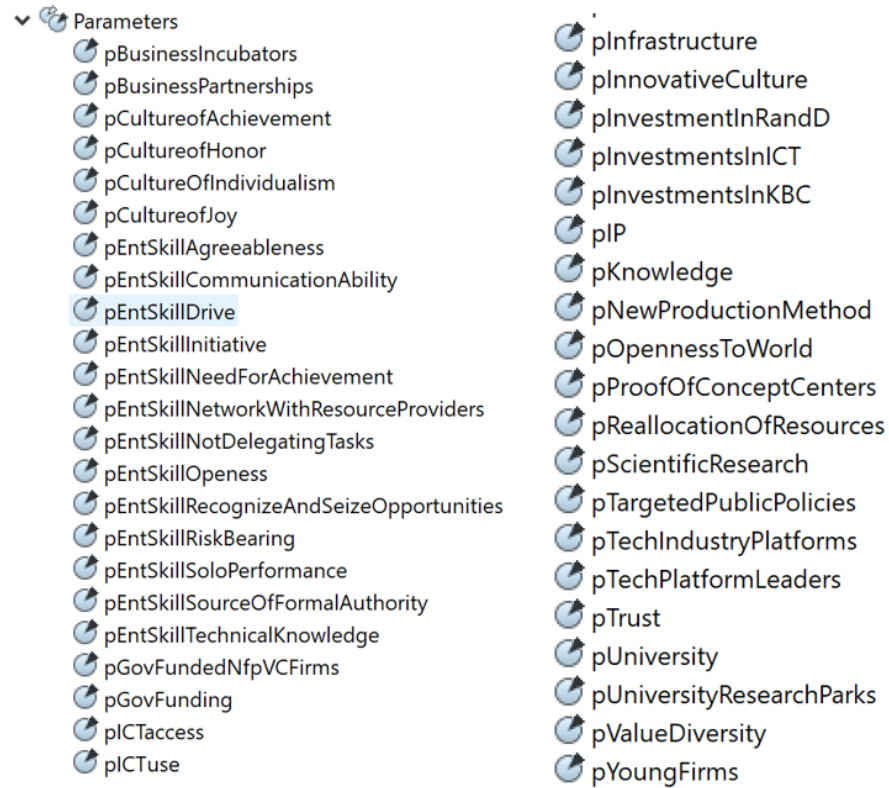 Parameters
pBusinessIncubators
pBusinessPartnerships
pCultureofAchievement
pCultureofHonor
pCultureOfIndividualism
pCultureofJoy
pEntSkillAgreeableness
pEntSkillCommunicationAbility
pEntSkillDrive
pEntSkillInitiative
pEntSkillNeedForAchievement
pEntSkillNetworkWithResourceProviders
pEntSkillNotDelegatingTasks
pEntSkillOpeness
pEntSkillRecognizeAndSeizeOpportunities
pEntSkillRiskBearing
pEntSkillSoloPerformance
pEntSkillSourceOfFormalAuthority
pEntSkillTechnicalKnowledge
pGovFundedNfpVCFirms
pGovFunding
pICTaccess
pICTuse
pInfrastructure
pInnovativeCulture
pInvestmentInRandD
pInvestmentsInICT
pInvestmentsInKBC
pIP
pKnowledge
pNewProductionMethod
pOpennessToWorld
pProofOfConceptCenters
pReallocationOfResources
pScientificResearch
pTargetedPublicPolicies
pTechIndustryPlatforms
pTechPlatformLeaders
pTrust
pUniversity
pUniversityResearchParks
pValueDiversity
pYoungFirms